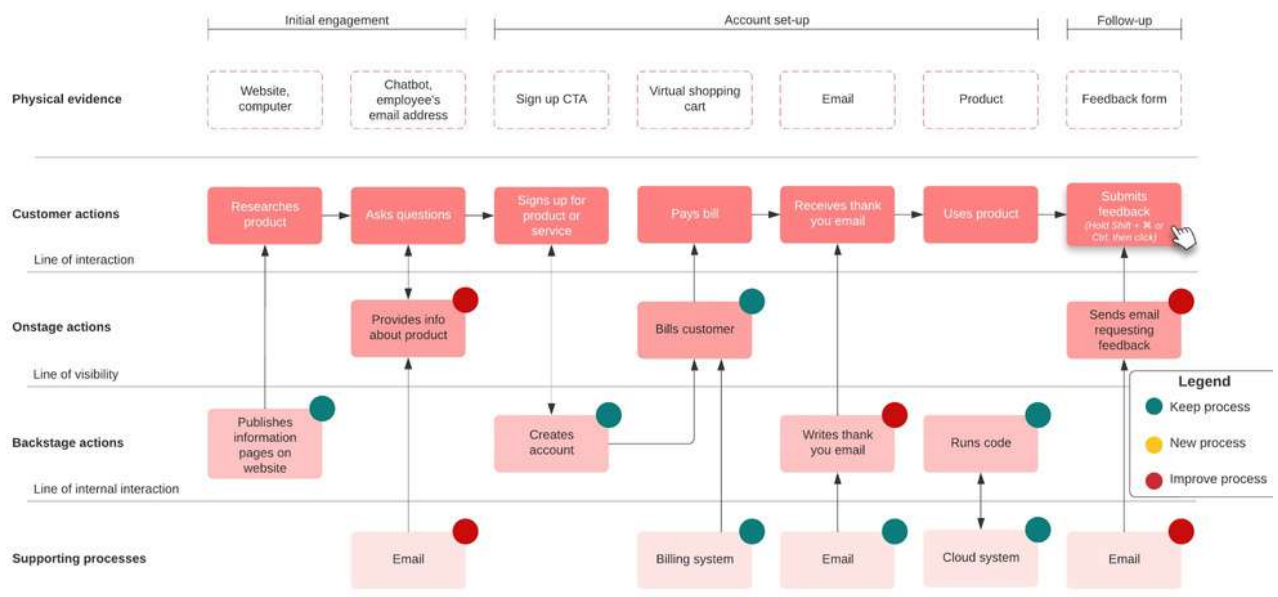 Initial engagement
Account set-up
Follow-up
Physical evidence
Website,
computer
Chatbot,
employee's
email address
Sign up CTA
Virtual shopping
cart
Email
Product
Feedback form
Customer actions
Researches
product
Asks questions
Signs up for
product or
service
Pays bill
Receives thank
you email
Uses product
Submits
feedback
(Hold Shift + ⌘ or
Ctrl, then click)
Line of interaction
Onstage actions
Provides info
about product
Bills customer
Sends email
requesting
feedback
Line of visibility
Backstage actions
Publishes
information
pages on
website
Creates
account
Writes thank
you email
Runs code
Legend
Keep process
New process
Improve process
Line of internal interaction
Supporting processes
Email
Billing system
Email
Cloud system
Email